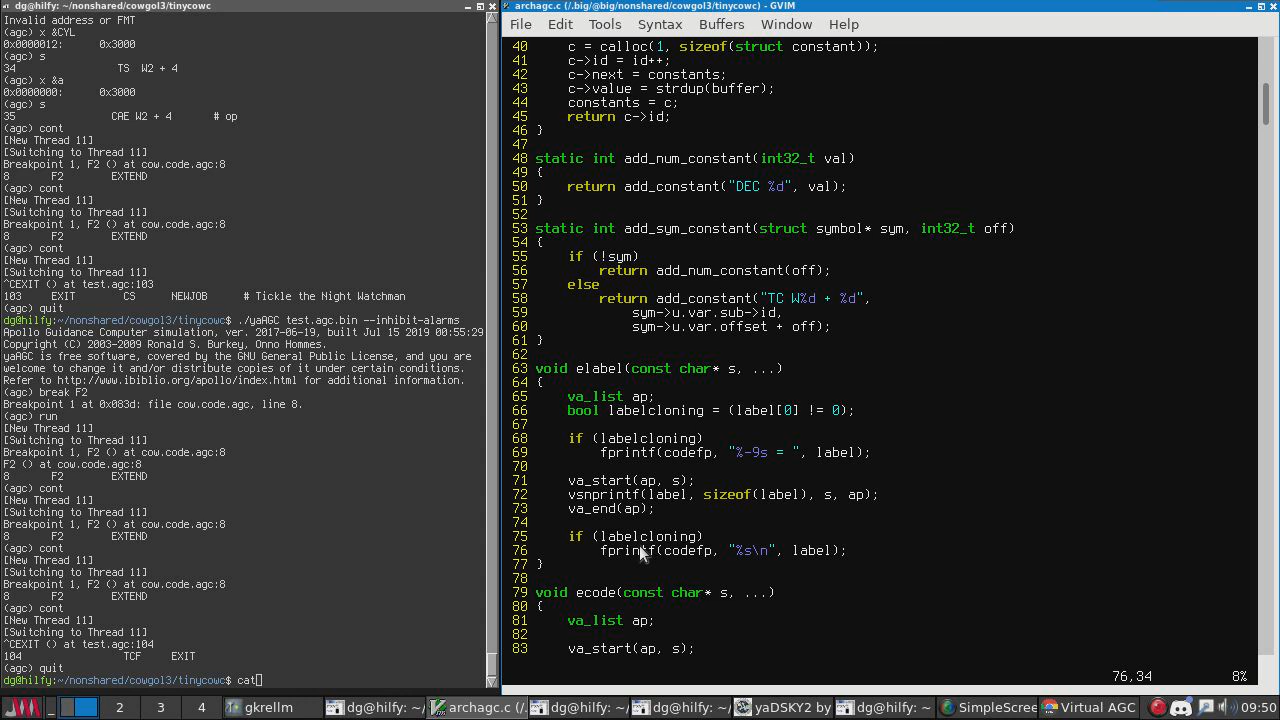 dg@hilfy: ~/nonshared/cowgol3/tinycowc
Invalid address or FMT
(agc) x &CYL
0x0000012:      0x3000
(agc) s
34              TS  W2 + 4
(agc) x &a
0x0000000:      0x3000
(agc) s
35              CAE W2 + 4      # op
(agc) cont
[New Thread 11]
[Switching to Thread 11]
Breakpoint 1, F2 () at cow.code.agc:8
8       F2      EXTEND
(agc) cont
[New Thread 11]
[Switching to Thread 11]
Breakpoint 1, F2 () at cow.code.agc:8
8       F2      EXTEND
(agc) cont
[New Thread 11]
[Switching to Thread 11]
^CEXIT () at test.agc:103
103     EXIT    CS      NEWJOB     # Tickle the Night Watchman
(agc) quit
dg@hilfy:~/nonshared/cowgol3/tinycowc$ ./yaAGC test.agc.bin --inhibit-alarms
Apollo Guidance Computer simulation, ver. 2017-06-19, built Jul 15 2019 00:55:29
Copyright (C) 2003-2009 Ronald S. Burkey, Onno Hommes.
yaAGC is free software, covered by the GNU General Public License, and you are
welcome to change it and/or distribute copies of it under certain conditions.
Refer to http://www.ibiblio.org/apollo/index.html for additional information.
(agc) break F2
Breakpoint 1 at 0x083d: file cow.code.agc, line 8.
(agc) run
[New Thread 11]
[Switching to Thread 11]
Breakpoint 1, F2 () at cow.code.agc:8
F2 () at cow.code.agc:8
8       F2      EXTEND
(agc) cont
[New Thread 11]
[Switching to Thread 11]
Breakpoint 1, F2 () at cow.code.agc:8
8       F2      EXTEND
(agc) cont
[New Thread 11]
[Switching to Thread 11]
Breakpoint 1, F2 () at cow.code.agc:8
8       F2      EXTEND
(agc) cont
[New Thread 11]
[Switching to Thread 11]
^CEXIT () at test.agc:104
104             TCF     EXIT
(agc) quit
dg@hilfy:~/nonshared/cowgol3/tinycowc$ cat
archagc.c (/.big/@big/nonshared/cowgol3/tinycowc) - GVIM
File Edit Tools Syntax Buffers Window Help
40     c = calloc(1, sizeof(struct constant));
41     c->id = id++;
42     c->next = constants;
43     c->value = strdup(buffer);
44     constants = c;
45     return c->id;
46 }
47
48 static int add_num_constant(int32_t val)
49 {
50     return add_constant("DEC %d", val);
51 }
52
53 static int add_sym_constant(struct symbol* sym, int32_t off)
54 {
55     if (!sym)
56         return add_num_constant(off);
57     else
58         return add_constant("TC W%d + %d",
59             sym->u.var.sub->id,
60             sym->u.var.offset + off);
61 }
62
63 void elabel(const char* s, ...)
64 {
65     va_list ap;
66     bool labelcloning = (label[0] != 0);
67
68     if (labelcloning)
69         fprintf(codefp, "%-9s = ", label);
70
71     va_start(ap, s);
72     vsnprintf(label, sizeof(label), s, ap);
73     va_end(ap);
74
75     if (labelcloning)
76         fprintf(codefp, "%s\n", label);
77 }
78
79 void ecode(const char* s, ...)
80 {
81     va_list ap;
82
83     va_start(ap, s);
76,34 8%
2 3 4 gkrellm dg@hilfy: ~/... archagc.c (/. dg@hilfy: ~/... dg@hilfy: ~/... yaDSKY2 by dg@hilfy: ~/... SimpleScree Virtual AGC 09:50